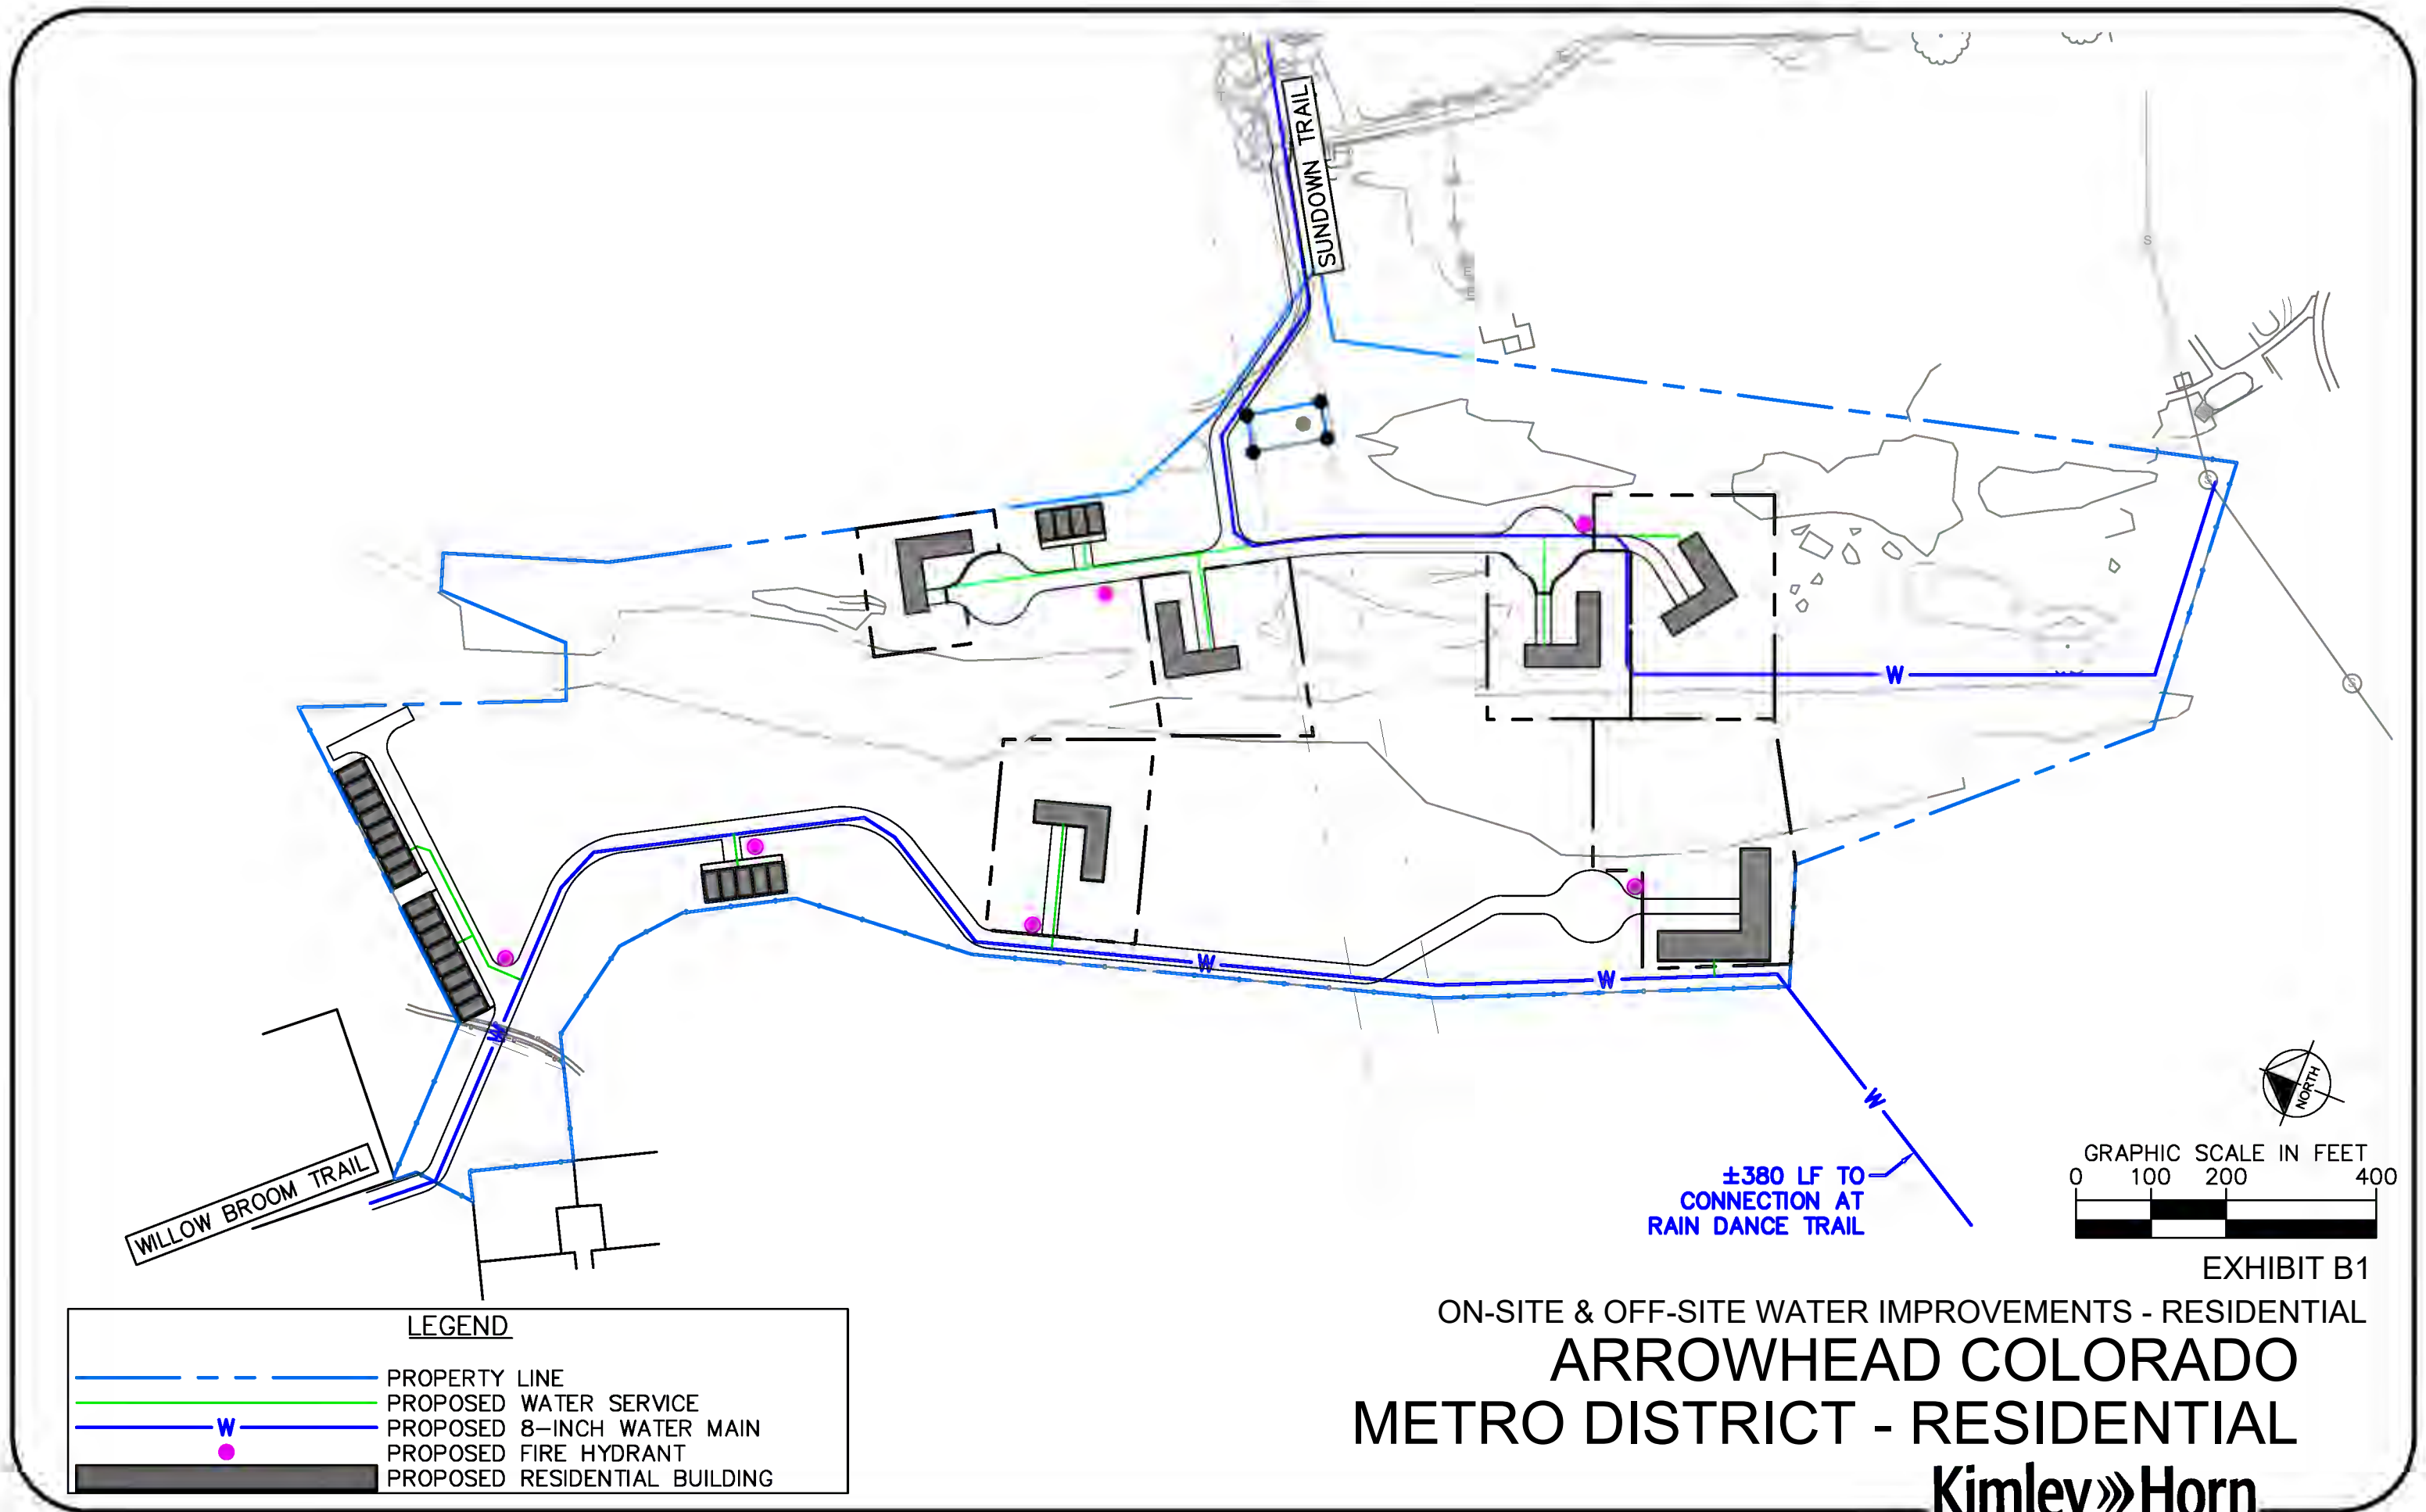 SUNDOWN TRAIL
T
T
E
E
S
S
S
W
W
W
W
W
WILLOW BROOM TRAIL
±380 LF TO
CONNECTION AT
RAIN DANCE TRAIL
NORTH
GRAPHIC SCALE IN FEET
0 100 200 400
EXHIBIT B1
ON-SITE & OFF-SITE WATER IMPROVEMENTS - RESIDENTIAL
ARROWHEAD COLORADO
METRO DISTRICT - RESIDENTIAL
Kimley»Horn
LEGEND
PROPERTY LINE
PROPOSED WATER SERVICE
W PROPOSED 8-INCH WATER MAIN
PROPOSED FIRE HYDRANT
PROPOSED RESIDENTIAL BUILDING